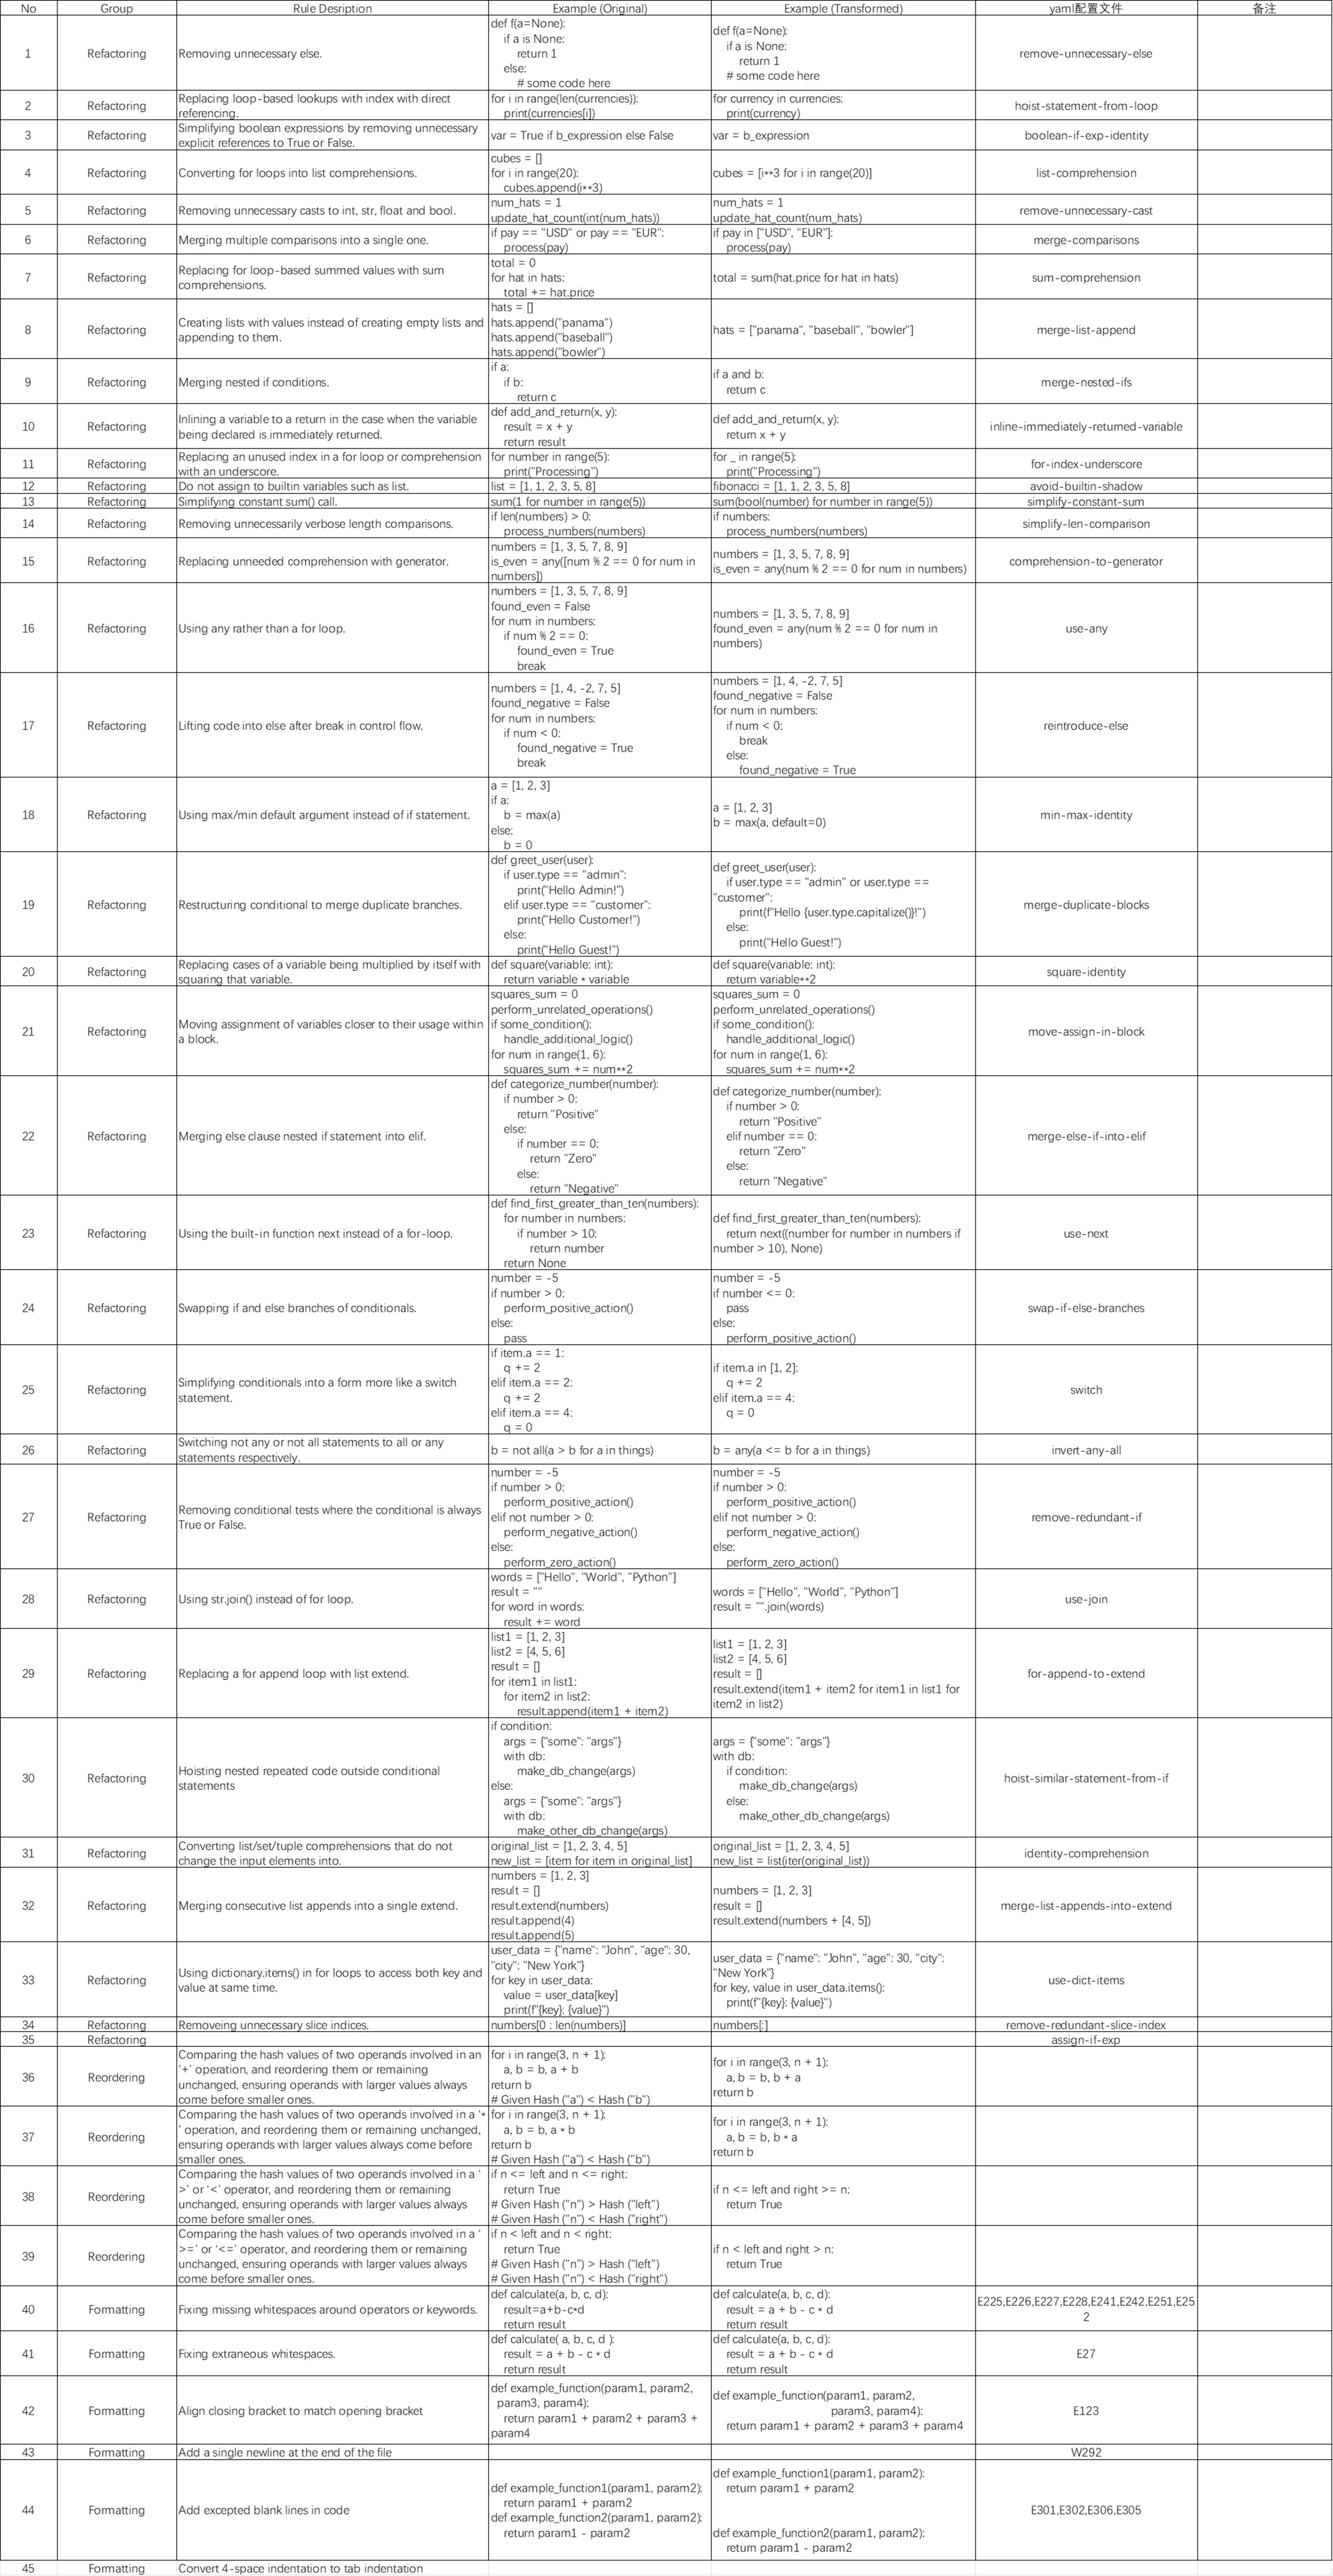 No
Group
Rule Desription
Example (Original)
Example (Transformed)
yaml配置文件
备注
1
Refactoring
Removing unnecessary else.
def f(a=None):
if a is None:
return 1
else:
# some code here
def f(a=None):
if a is None:
return 1
# some code here
remove-unnecessary-else
2
Refactoring
Replacing loop-based lookups with index with direct
referencing.
for i in range(len(currencies)):
print(currencies[i])
for currency in currencies:
print(currency)
hoist-statement-from-loop
3
Refactoring
Simplifying boolean expressions by removing unnecessary
explicit references to True or False.
var = True if b_expression else False
var = b_expression
boolean-if-exp-identity
4
Refactoring
Converting for loops into list comprehensions.
cubes = []
for i in range(20):
cubes.append(i**3)
cubes = [i**3 for i in range(20)]
list-comprehension
5
Refactoring
Removing unnecessary casts to int, str, float and bool.
num_hats = 1
update_hat_count(int(num_hats))
num_hats = 1
update_hat_count(num_hats)
remove-unnecessary-cast
6
Refactoring
Merging multiple comparisons into a single one.
if pay == "USD" or pay == "EUR":
process(pay)
if pay in ["USD", "EUR"]:
process(pay)
merge-comparisons
7
Refactoring
Replacing for loop-based summed values with sum
comprehensions.
total = 0
for hat in hats:
total += hat.price
total = sum(hat.price for hat in hats)
sum-comprehension
8
Refactoring
Creating lists with values instead of creating empty lists and
appending to them.
hats = []
hats.append("panama")
hats.append("baseball")
hats.append("bowler")
hats = ["panama", "baseball", "bowler"]
merge-list-append
9
Refactoring
Merging nested if conditions.
if a:
if b:
return c
if a and b:
return c
merge-nested-ifs
10
Refactoring
Inlining a variable to a return in the case when the variable
being declared is immediately returned.
def add_and_return(x, y):
result = x + y
return result
def add_and_return(x, y):
return x + y
inline-immediately-returned-variable
11
Refactoring
Replacing an unused index in a for loop or comprehension
with an underscore.
for number in range(5):
print("Processing")
for _ in range(5):
print("Processing")
for-index-underscore
12
Refactoring
Do not assign to builtin variables such as list.
list = [1, 1, 2, 3, 5, 8]
fibonacci = [1, 1, 2, 3, 5, 8]
avoid-builtin-shadow
13
Refactoring
Simplifying constant sum() call.
sum(1 for number in range(5))
sum(bool(number) for number in range(5))
simplify-constant-sum
14
Refactoring
Removing unnecessarily verbose length comparisons.
if len(numbers) > 0:
process_numbers(numbers)
if numbers:
process_numbers(numbers)
simplify-len-comparison
15
Refactoring
Replacing unneeded comprehension with generator.
numbers = [1, 3, 5, 7, 8, 9]
is_even = any([num % 2 == 0 for num in
numbers])
numbers = [1, 3, 5, 7, 8, 9]
is_even = any(num % 2 == 0 for num in numbers)
comprehension-to-generator
16
Refactoring
Using any rather than a for loop.
numbers = [1, 3, 5, 7, 8, 9]
found_even = False
for num in numbers:
if num % 2 == 0:
found_even = True
break
numbers = [1, 3, 5, 7, 8, 9]
found_even = any(num % 2 == 0 for num in
numbers)
use-any
17
Refactoring
Lifting code into else after break in control flow.
numbers = [1, 4, -2, 7, 5]
found_negative = False
for num in numbers:
if num < 0:
found_negative = True
break
numbers = [1, 4, -2, 7, 5]
found_negative = False
for num in numbers:
if num < 0:
break
else:
found_negative = True
reintroduce-else
18
Refactoring
Using max/min default argument instead of if statement.
a = [1, 2, 3]
if a:
b = max(a)
else:
b = 0
a = [1, 2, 3]
b = max(a, default=0)
min-max-identity
19
Refactoring
Restructuring conditional to merge duplicate branches.
def greet_user(user):
if user.type == "admin":
print("Hello Admin!")
elif user.type == "customer":
print("Hello Customer!")
else:
print("Hello Guest!")
def greet_user(user):
if user.type == "admin" or user.type ==
"customer":
print(f"Hello {user.type.capitalize()}!")
else:
print("Hello Guest!")
merge-duplicate-blocks
20
Refactoring
Replacing cases of a variable being multiplied by itself with
squaring that variable.
def square(variable: int):
return variable * variable
def square(variable: int):
return variable**2
square-identity
21
Refactoring
Moving assignment of variables closer to their usage within
a block.
squares_sum = 0
perform_unrelated_operations()
if some_condition():
handle_additional_logic()
for num in range(1, 6):
squares_sum += num**2
squares_sum = 0
perform_unrelated_operations()
if some_condition():
handle_additional_logic()
for num in range(1, 6):
squares_sum += num**2
move-assign-in-block
22
Refactoring
Merging else clause nested if statement into elif.
def categorize_number(number):
if number > 0:
return "Positive"
else:
if number == 0:
return "Zero"
else:
return "Negative"
def categorize_number(number):
if number > 0:
return "Positive"
elif number == 0:
return "Zero"
else:
return "Negative"
merge-else-if-into-elif
23
Refactoring
Using the built-in function next instead of a for-loop.
def find_first_greater_than_ten(numbers):
for number in numbers:
if number > 10:
return number
return None
def find_first_greater_than_ten(numbers):
return next((number for number in numbers if
number > 10), None)
use-next
24
Refactoring
Swapping if and else branches of conditionals.
number = -5
if number > 0:
perform_positive_action()
else:
pass
number = -5
if number <= 0:
pass
else:
perform_positive_action()
swap-if-else-branches
25
Refactoring
Simplifying conditionals into a form more like a switch
statement.
if item.a == 1:
q += 2
elif item.a == 2:
q += 2
elif item.a == 4:
q = 0
if item.a in [1, 2]:
q += 2
elif item.a == 4:
q = 0
switch
26
Refactoring
Switching not any or not all statements to all or any
statements respectively.
b = not all(a > b for a in things)
b = any(a <= b for a in things)
invert-any-all
27
Refactoring
Removing conditional tests where the conditional is always
True or False.
number = -5
if number > 0:
perform_positive_action()
elif not number > 0:
perform_negative_action()
else:
perform_zero_action()
number = -5
if number > 0:
perform_positive_action()
elif not number > 0:
perform_negative_action()
else:
perform_zero_action()
remove-redundant-if
28
Refactoring
Using str.join() instead of for loop.
words = ["Hello", "World", "Python"]
result = ""
for word in words:
result += word
words = ["Hello", "World", "Python"]
result = "".join(words)
use-join
29
Refactoring
Replacing a for append loop with list extend.
list1 = [1, 2, 3]
list2 = [4, 5, 6]
result = []
for item1 in list1:
for item2 in list2:
result.append(item1 + item2)
list1 = [1, 2, 3]
list2 = [4, 5, 6]
result = []
result.extend(item1 + item2 for item1 in list1 for
item2 in list2)
for-append-to-extend
30
Refactoring
Hoisting nested repeated code outside conditional
statements
if condition:
args = {"some": "args"}
with db:
make_db_change(args)
else:
args = {"some": "args"}
with db:
make_other_db_change(args)
args = {"some": "args"}
with db:
if condition:
make_db_change(args)
else:
make_other_db_change(args)
hoist-similar-statement-from-if
31
Refactoring
Converting list/set/tuple comprehensions that do not
change the input elements into.
original_list = [1, 2, 3, 4, 5]
new_list = [item for item in original_list]
original_list = [1, 2, 3, 4, 5]
new_list = list(iter(original_list))
identity-comprehension
32
Refactoring
Merging consecutive list appends into a single extend.
numbers = [1, 2, 3]
result = []
result.extend(numbers)
result.append(4)
result.append(5)
numbers = [1, 2, 3]
result = []
result.extend(numbers + [4, 5])
merge-list-appends-into-extend
33
Refactoring
Using dictionary.items() in for loops to access both key and
value at same time.
user_data = {"name": "John", "age": 30,
"city": "New York"}
for key in user_data:
value = user_data[key]
print(f"{key}: {value}")
user_data = {"name": "John", "age": 30, "city":
"New York"}
for key, value in user_data.items():
print(f"{key}: {value}")
use-dict-items
34
Refactoring
Removeing unnecessary slice indices.
numbers[0 : len(numbers)]
numbers[:]
remove-redundant-slice-index
35
Refactoring
assign-if-exp
36
Reordering
Comparing the hash values of two operands involved in an
'+' operation, and reordering them or remaining
unchanged, ensuring operands with larger values always
come before smaller ones.
for i in range(3, n + 1):
a, b = b, a + b
return b
# Given Hash ("a") < Hash ("b")
for i in range(3, n + 1):
a, b = b, b + a
return b
37
Reordering
Comparing the hash values of two operands involved in a '*
' operation, and reordering them or remaining unchanged,
ensuring operands with larger values always come before
smaller ones.
for i in range(3, n + 1):
a, b = b, a * b
return b
# Given Hash ("a") < Hash ("b")
for i in range(3, n + 1):
a, b = b, b * a
return b
38
Reordering
Comparing the hash values of two operands involved in a ‘
>’ or ‘<’ operator, and reordering them or remaining
unchanged, ensuring operands with larger values always
come before smaller ones.
if n <= left and n <= right:
return True
# Given Hash ("n") > Hash ("left")
# Given Hash ("n") < Hash ("right")
if n <= left and right >= n:
return True
39
Reordering
Comparing the hash values of two operands involved in a ‘
>=’ or ‘<=’ operator, and reordering them or remaining
unchanged, ensuring operands with larger values always
come before smaller ones.
if n < left and n < right:
return True
# Given Hash ("n") > Hash ("left")
# Given Hash ("n") < Hash ("right")
if n < left and right > n:
return True
40
Formatting
Fixing missing whitespaces around operators or keywords.
def calculate(a, b, c, d):
result=a+b-c*d
return result
def calculate(a, b, c, d):
result = a + b - c * d
return result
E225,E226,E227,E228,E241,E242,E251,E25
2
41
Formatting
Fixing extraneous whitespaces.
def calculate( a, b, c, d ):
result = a + b - c * d
return result
def calculate(a, b, c, d):
result = a + b - c * d
return result
E27
42
Formatting
Align closing bracket to match opening bracket
def example_function(param1, param2,
param3, param4):
return param1 + param2 + param3 +
param4
def example_function(param1, param2,
param3, param4):
return param1 + param2 + param3 + param4
E123
43
Formatting
Add a single newline at the end of the file
W292
44
Formatting
Add excepted blank lines in code
def example_function1(param1, param2):
return param1 + param2
def example_function2(param1, param2):
return param1 - param2
def example_function1(param1, param2):
return param1 + param2
def example_function2(param1, param2):
return param1 - param2
E301,E302,E306,E305
45
Formatting
Convert 4-space indentation to tab indentation